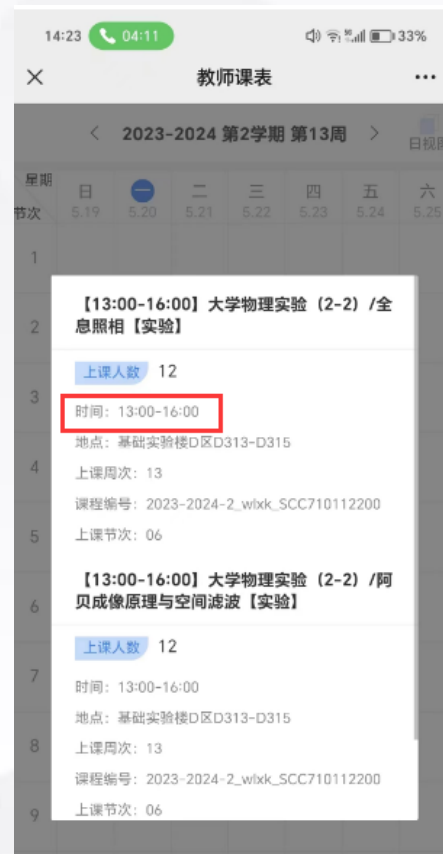 14:23 04:11 33%
教师课表
2023-2024 第2学期 第13周
日视图
星期 日 一 二 三 四 五 六
节次 5.19 5.20 5.21 5.22 5.23 5.24 5.25
1
【13:00-16:00】大学物理实验（2-2）/全
2
息照相【实验】
上课人数 12
3
时间：13:00-16:00
地点：基础实验楼D区D313-D315
4
上课周次：13
课程编号：2023-2024-2_wlxk_SCC710112200
5
上课节次：06
【13:00-16:00】大学物理实验（2-2）/阿
6
贝成像原理与空间滤波【实验】
上课人数 12
7
时间：13:00-16:00
地点：基础实验楼D区D313-D315
8
上课周次：13
课程编号：2023-2024-2_wlxk_SCC710112200
9
上课节次：06